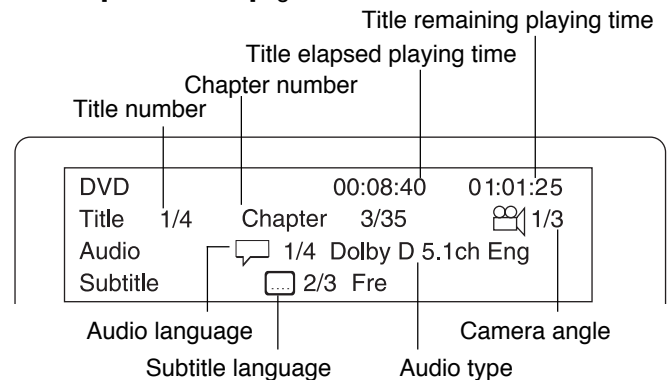 Title remaining playing time
Title elapsed playing time
Chapter number
Title number
DVD 00:08:40 01:01:25
Title 1/4 Chapter 3/35 1/3
Audio 1/4 Dolby D 5.1ch Eng
Subtitle .... 2/3 Fre
Audio language Camera angle
Subtitle language Audio type